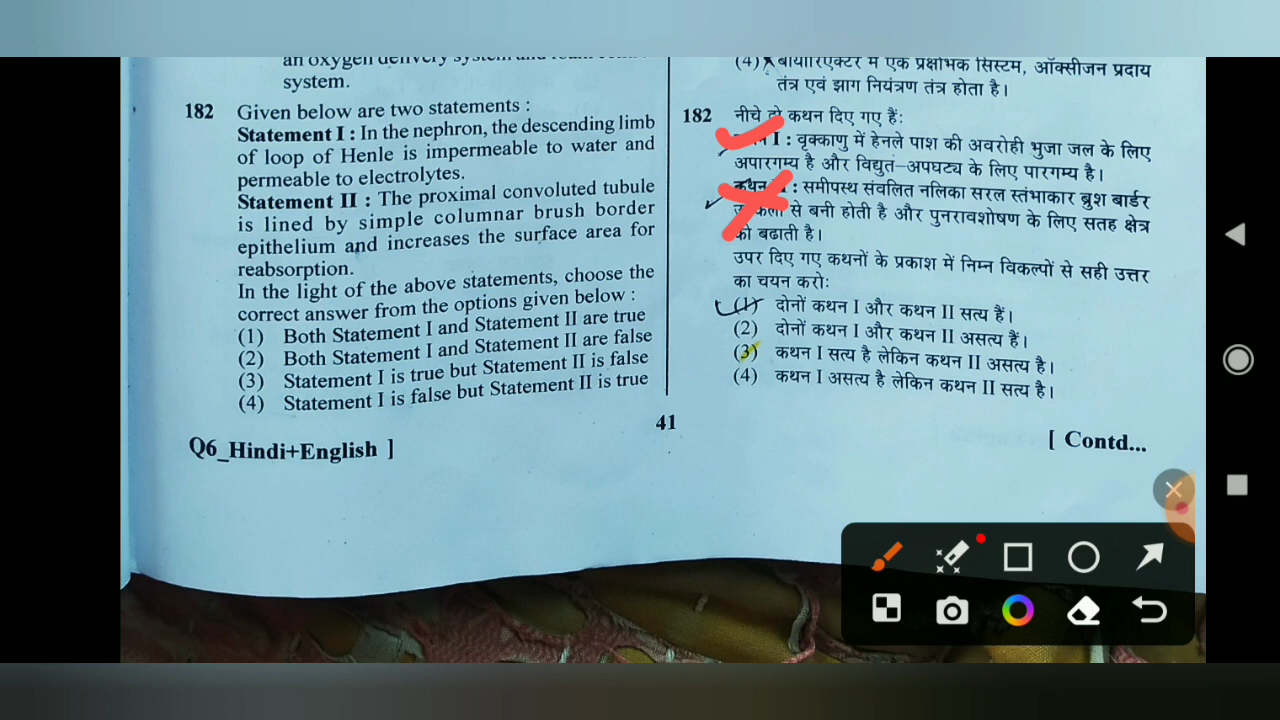 an oxygen delivery system and foam
system.
182 Given below are two statements :
Statement I : In the nephron, the descending limb
of loop of Henle is impermeable to water and
permeable to electrolytes.
Statement II : The proximal convoluted tubule
is lined by simple columnar brush border
epithelium and increases the surface area for
reabsorption.
In the light of the above statements, choose the
correct answer from the options given below :
(1) Both Statement I and Statement II are true
(2) Both Statement I and Statement II are false
(3) Statement I is true but Statement II is false
(4) Statement I is false but Statement II is true
(4) बायोरिएक्टर में एक प्रक्षोभक सिस्टम, ऑक्सीजन प्रदाय
तंत्र एवं झाग नियंत्रण तंत्र होता है।
182 नीचे दो कथन दिए गए हैं:
I : वृक्काणु में हेनले पाश की अवरोही भुजा जल के लिए
अपारगम्य है और विद्युत–अपघट्य के लिए पारगम्य है।
कथन : समीपस्थ संवलित नलिका सरल स्तंभाकार ब्रुश बार्डर
से बनी होती है और पुनरावशोषण के लिए सतह क्षेत्र
को बढाती है।
उपर दिए गए कथनों के प्रकाश में निम्न विकल्पों से सही उत्तर
का चयन करो:
(1) दोनों कथन I और कथन II सत्य हैं।
(2) दोनों कथन I और कथन II असत्य हैं।
(3) कथन I सत्य है लेकिन कथन II असत्य है।
(4) कथन I असत्य है लेकिन कथन II सत्य है।
41
Q6_Hindi+English ]
[ Contd...